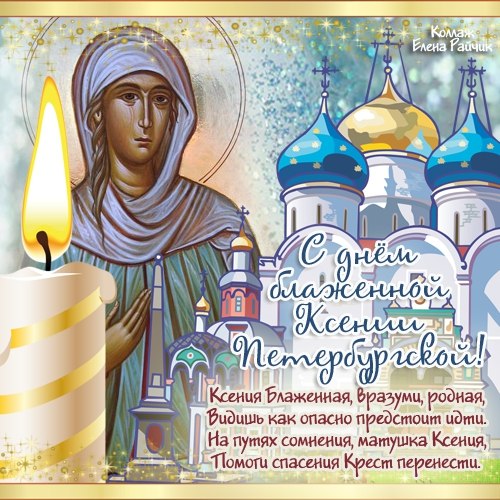 Коллаж
Елена Райчик
С днём
блаженной
Ксении
Петербургской!
Ксения Блаженная, вразуми, родная,
Видишь как опасно предстоит идти.
На путях сомнения, матушка Ксения,
Помоги спасения Крест перенести.